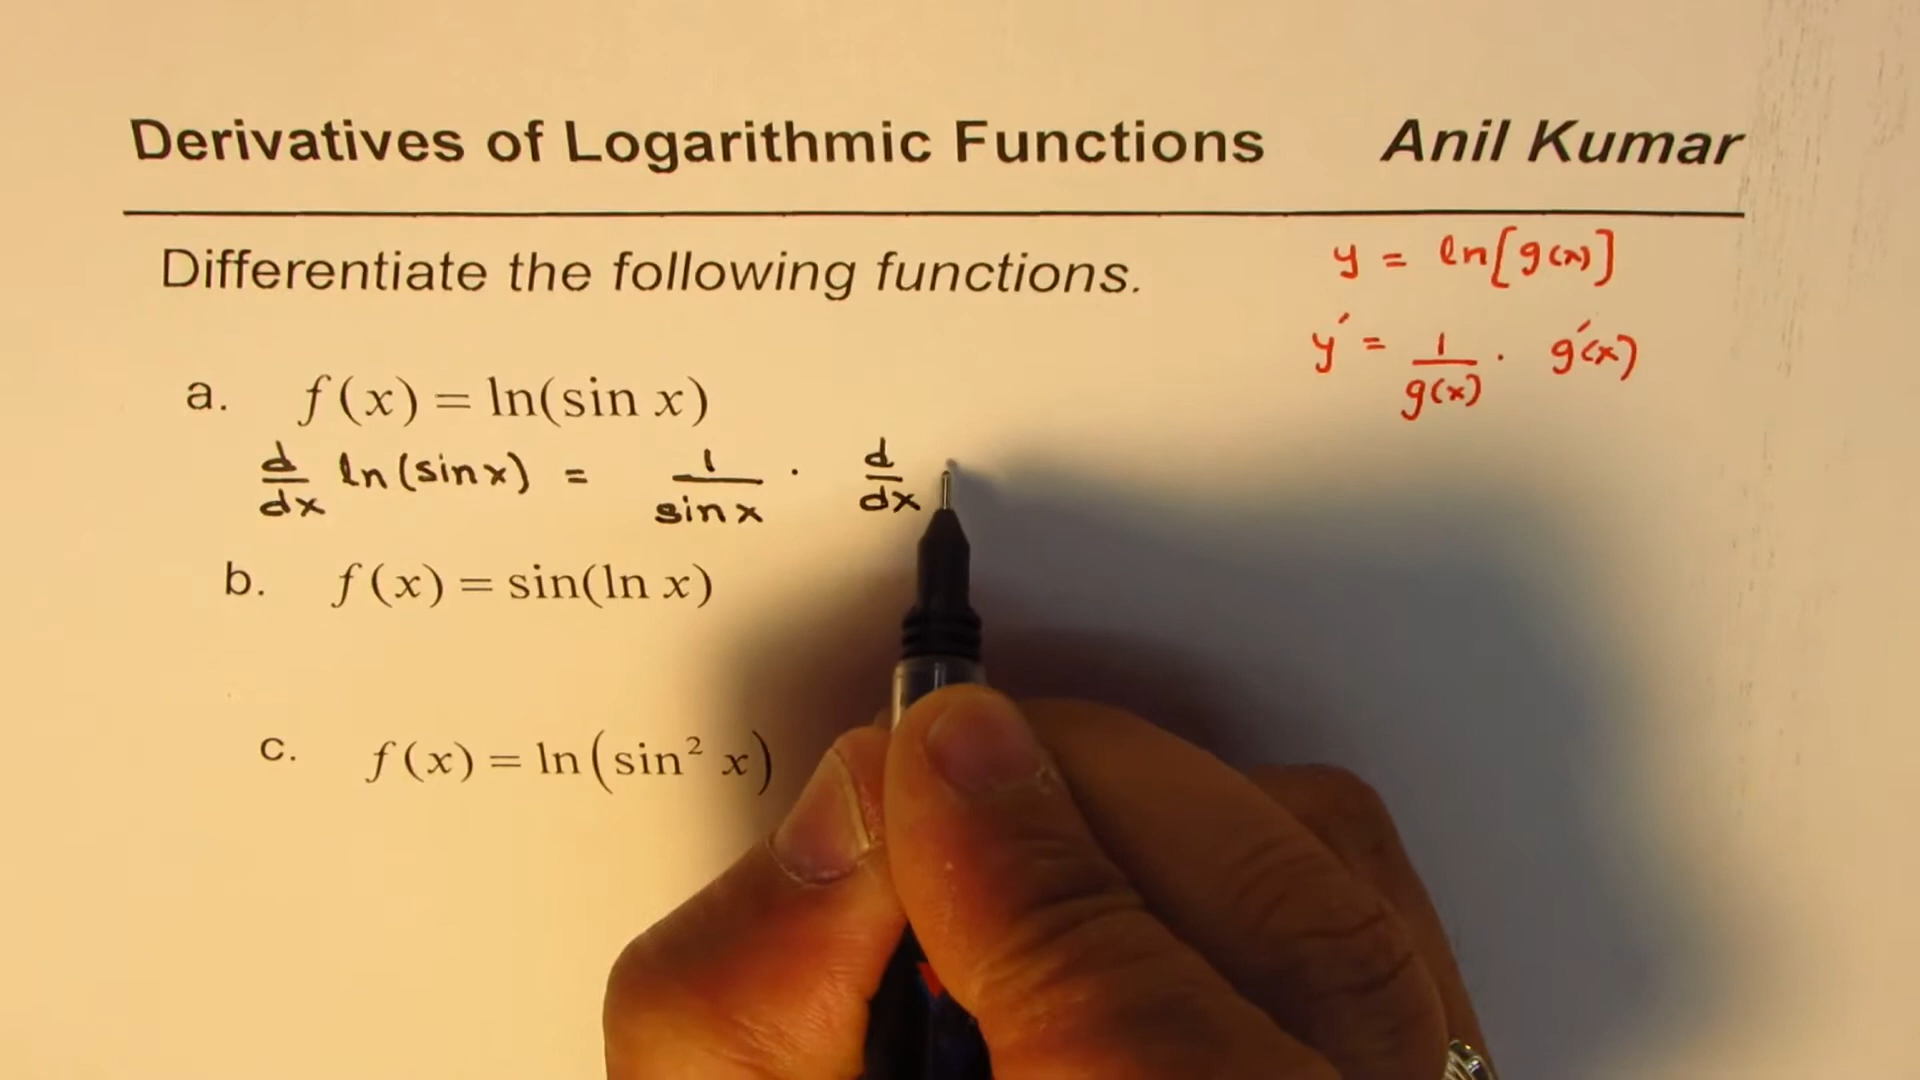 Derivatives of Logarithmic Functions Anil Kumar
Differentiate the following functions.
y = ln[g(x)]
y′ = 1/g(x) · g′(x)
a. f(x) = ln(sin x)
d/dx ln(sin x) = 1/sin x · d/dx
b. f(x) = sin(ln x)
c. f(x) = ln(sin² x)